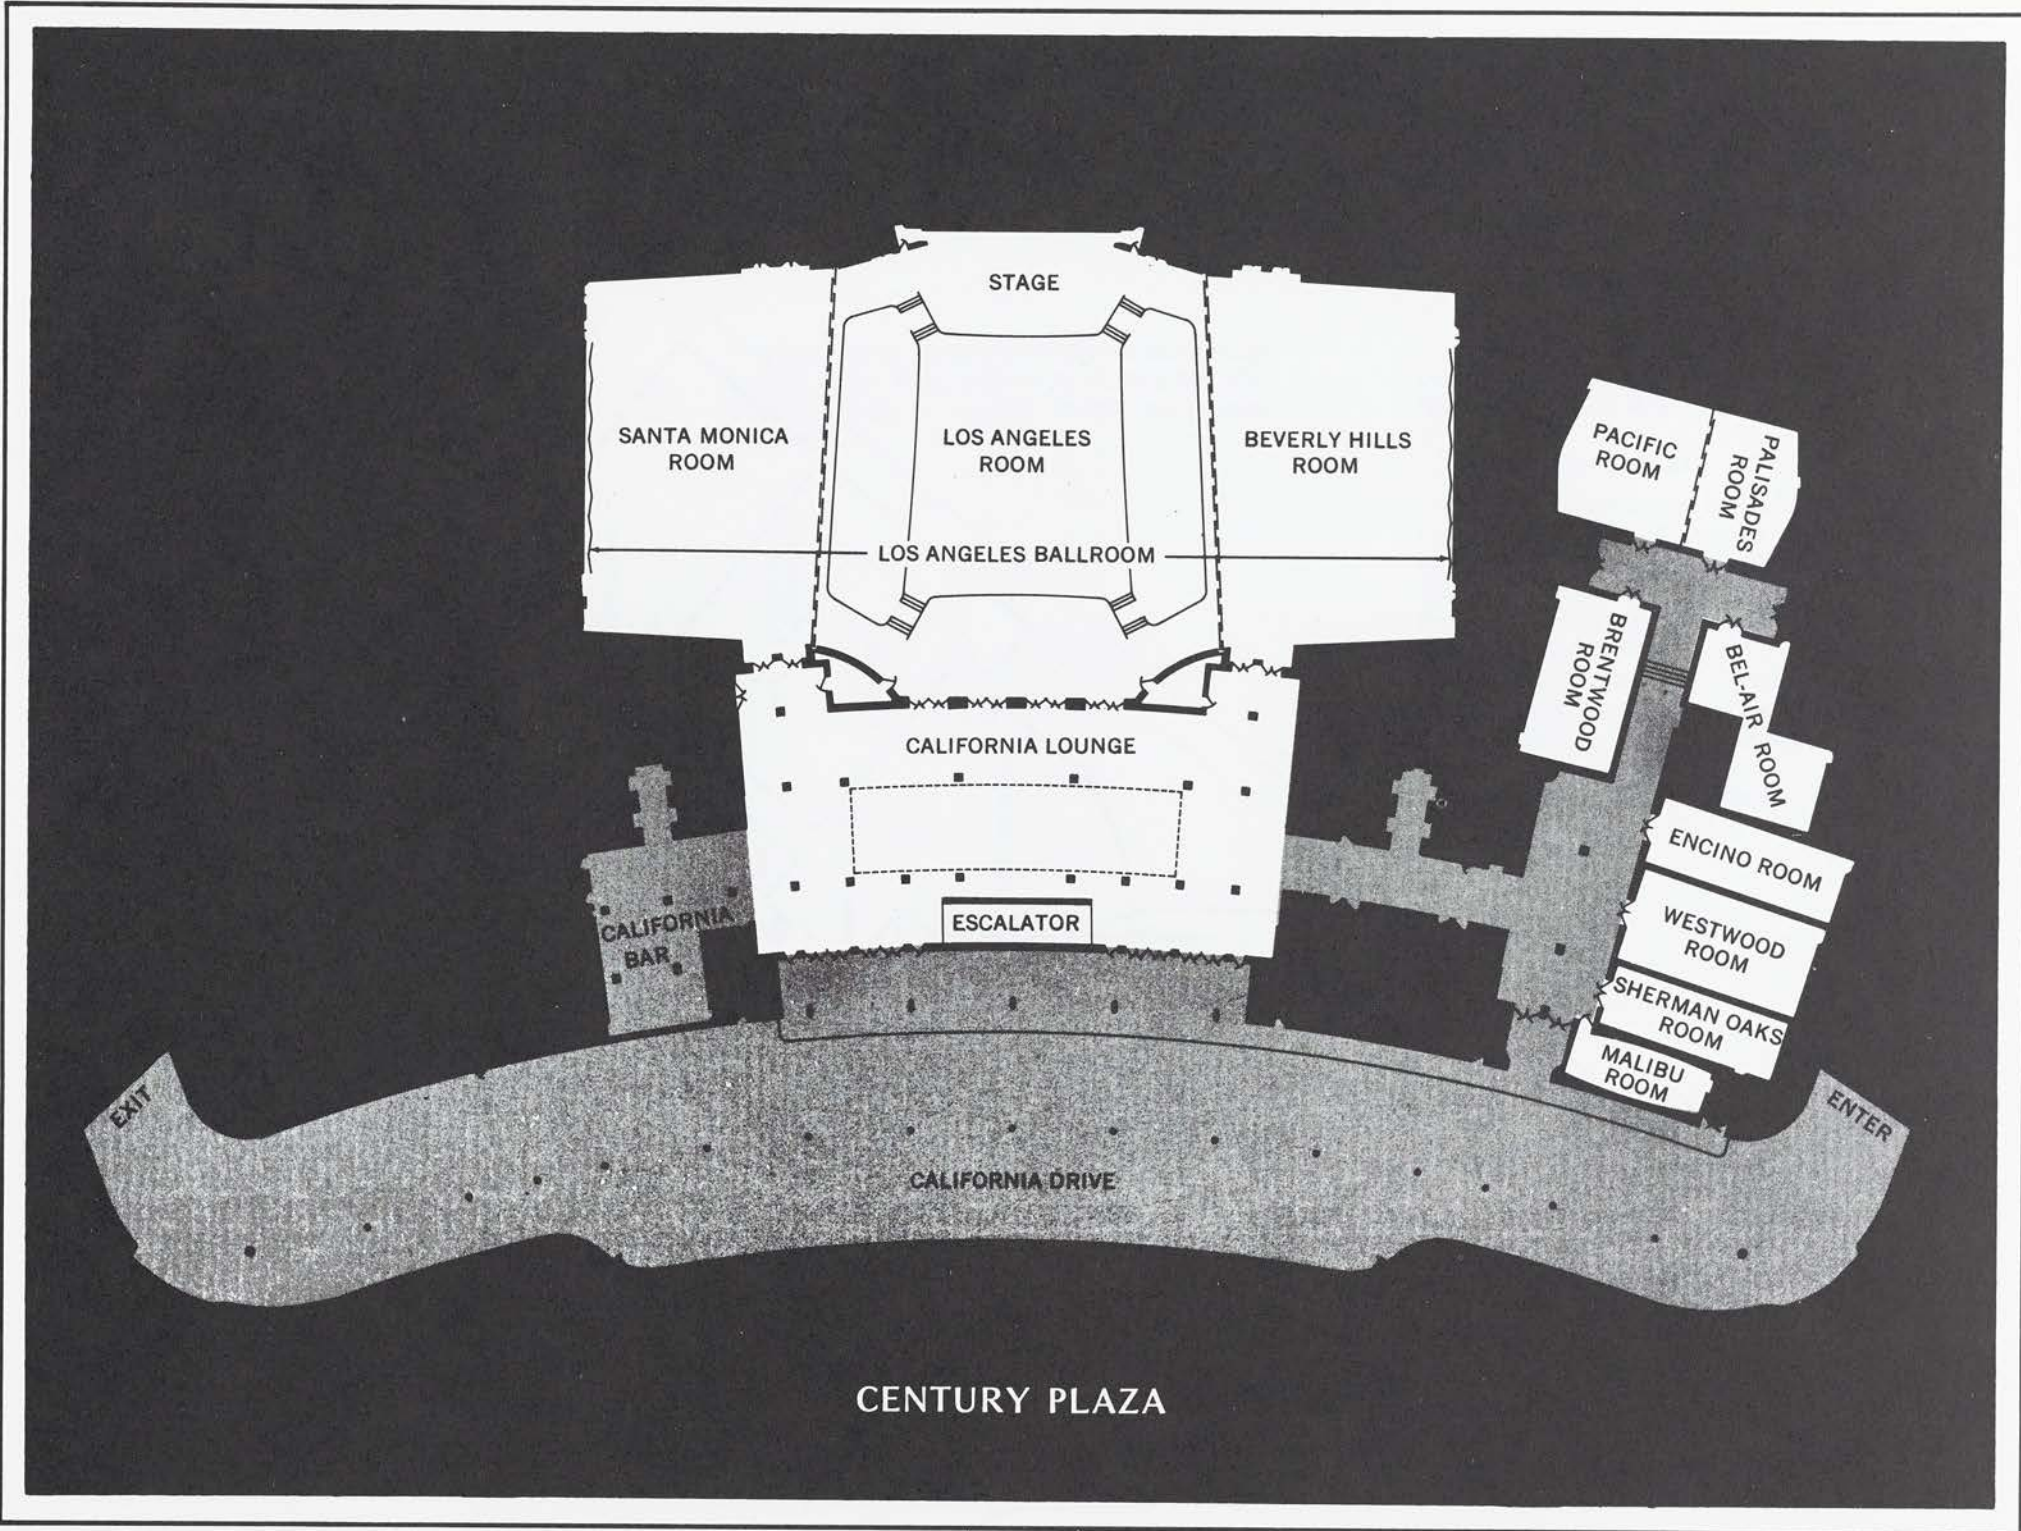 STAGE
SANTA MONICA
ROOM
LOS ANGELES
ROOM
BEVERLY HILLS
ROOM
LOS ANGELES BALLROOM
PACIFIC
ROOM
PALISADES
ROOM
BRENTWOOD
ROOM
BEL-AIR ROOM
CALIFORNIA LOUNGE
ENCINO ROOM
WESTWOOD
ROOM
SHERMAN OAKS
ROOM
MALIBU
ROOM
ESCALATOR
CALIFORNIA
BAR
EXIT
ENTER
CALIFORNIA DRIVE
CENTURY PLAZA